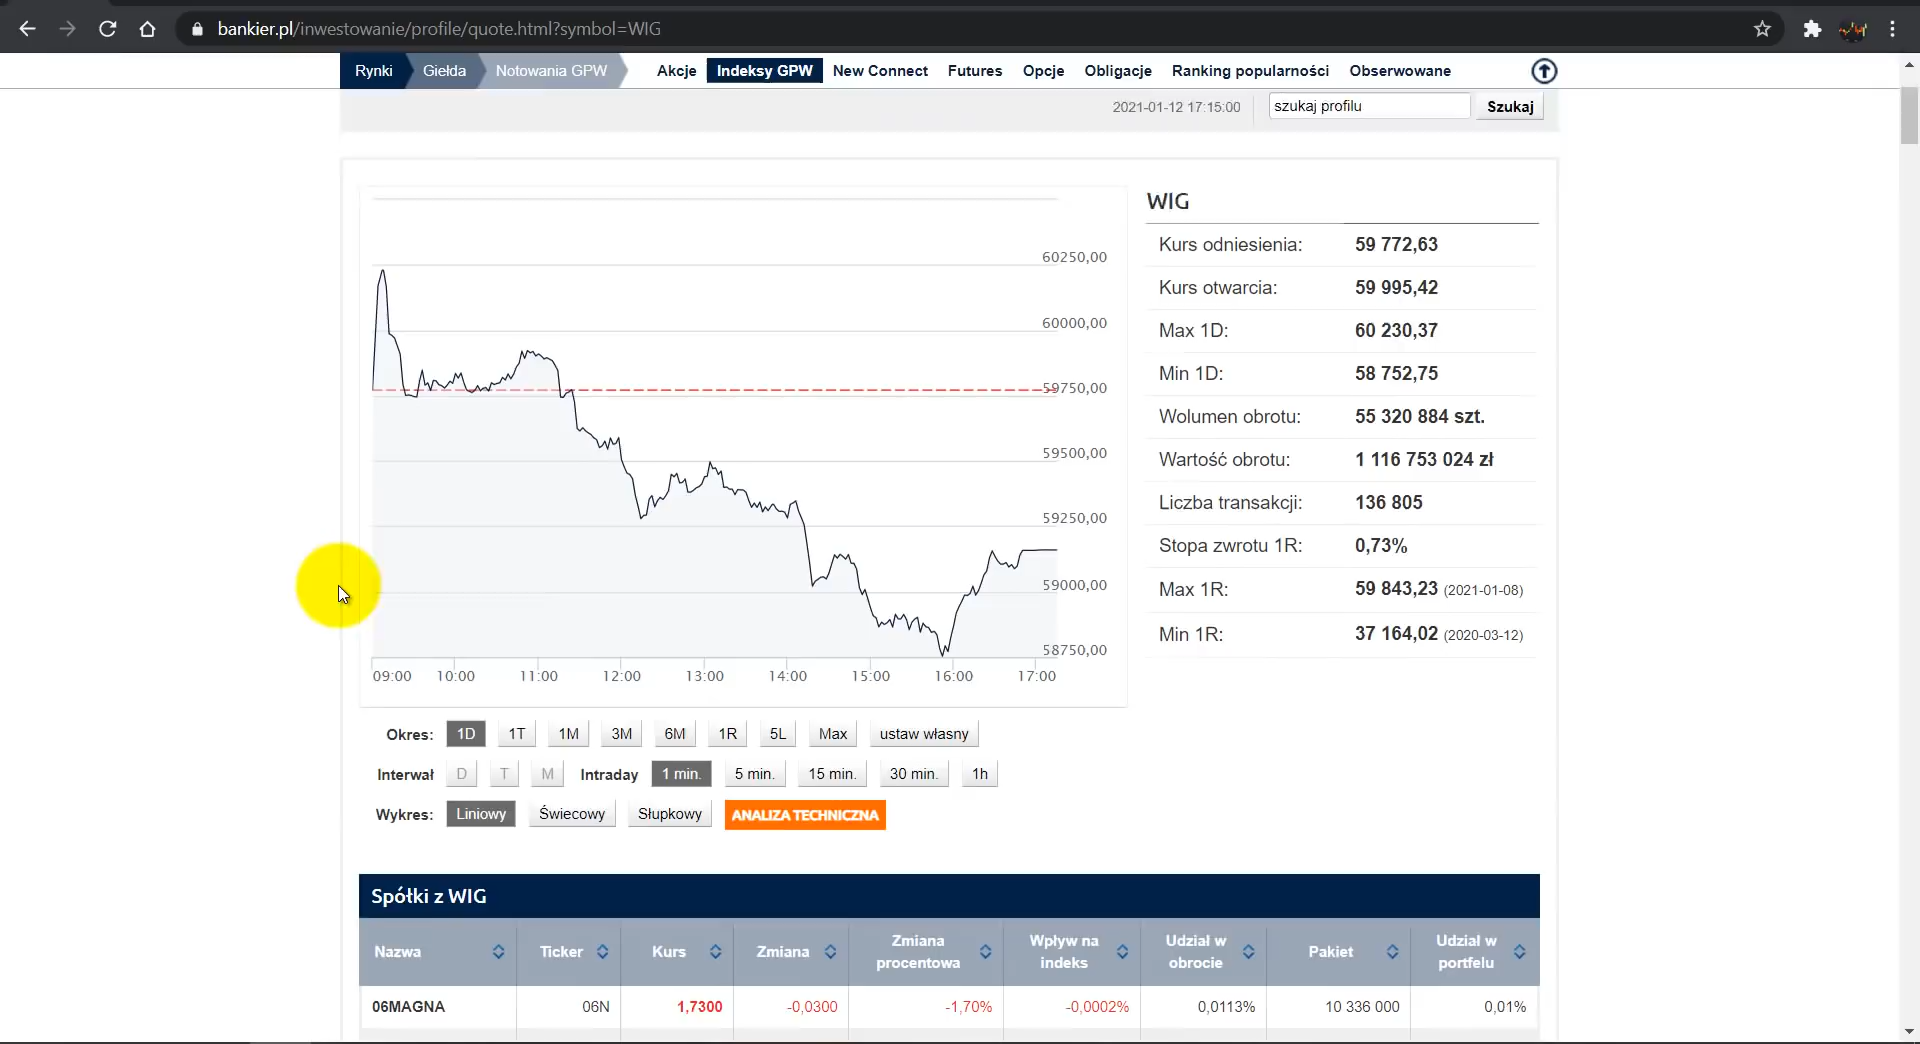 bankier.pl/inwestowanie/profile/quote.html?symbol=WIG
Rynki Giełda Notowania GPW Akcje Indeksy GPW New Connect Futures Opcje Obligacje Ranking popularności Obserwowane
2021-01-12 17:15:00 szukaj profilu Szukaj
60250,00
60000,00
59750,00
59500,00
59250,00
59000,00
58750,00
09:00 10:00 11:00 12:00 13:00 14:00 15:00 16:00 17:00
WIG
Kurs odniesienia: 59 772,63
Kurs otwarcia: 59 995,42
Max 1D: 60 230,37
Min 1D: 58 752,75
Wolumen obrotu: 55 320 884 szt.
Wartość obrotu: 1 116 753 024 zł
Liczba transakcji: 136 805
Stopa zwrotu 1R: 0,73%
Max 1R: 59 843,23 (2021-01-08)
Min 1R: 37 164,02 (2020-03-12)
Okres: 1D 1T 1M 3M 6M 1R 5L Max ustaw własny
Interwał D T M Intraday 1 min. 5 min. 15 min. 30 min. 1h
Wykres: Liniowy Świecowy Słupkowy ANALIZA TECHNICZNA
Spółki z WIG
Nazwa Ticker Kurs Zmiana Zmiana procentowa Wpływ na indeks Udział w obrocie Pakiet Udział w portfelu
06MAGNA 06N 1,7300 -0,0300 -1,70% -0,0002% 0,0113% 10 336 000 0,01%